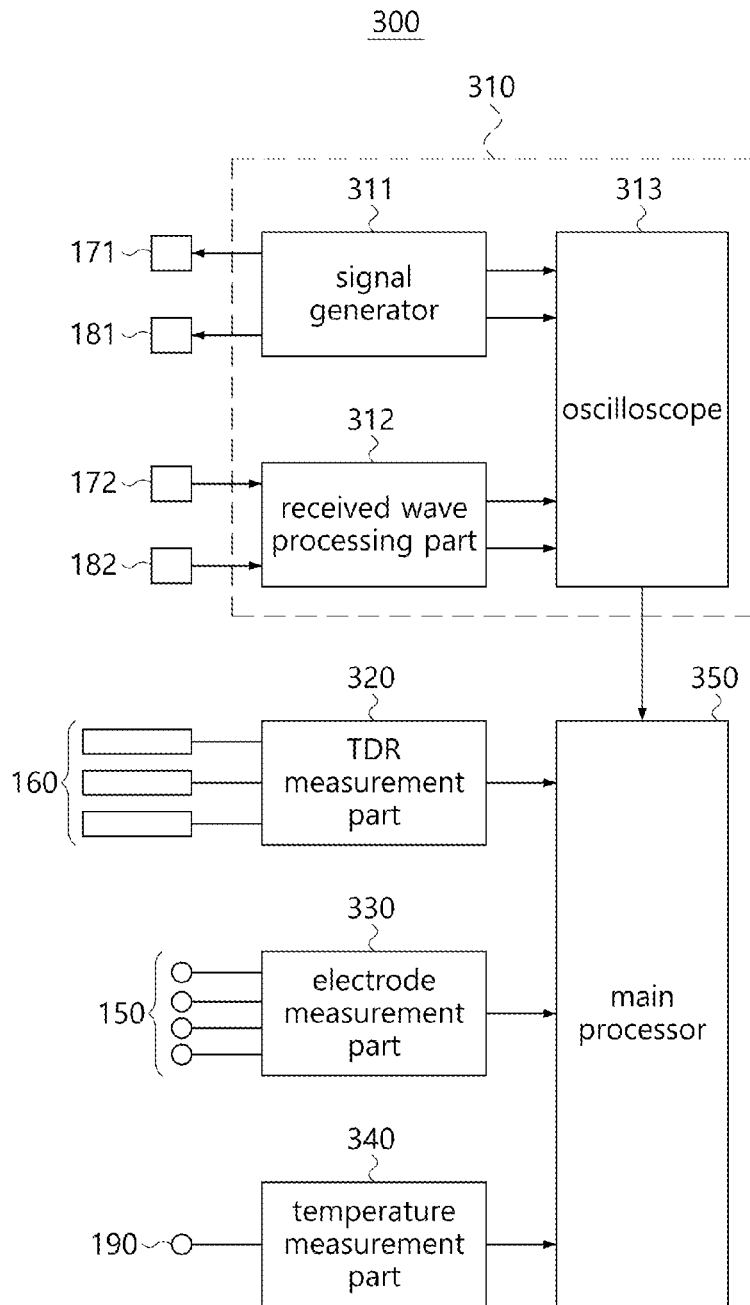 300
310
311
313
171
signal
generator
181
oscilloscope
312
172
received wave
processing part
182
320
350
TDR
measurement
part
160
330
electrode
measurement
part
150
main
processor
340
temperature
measurement
part
190